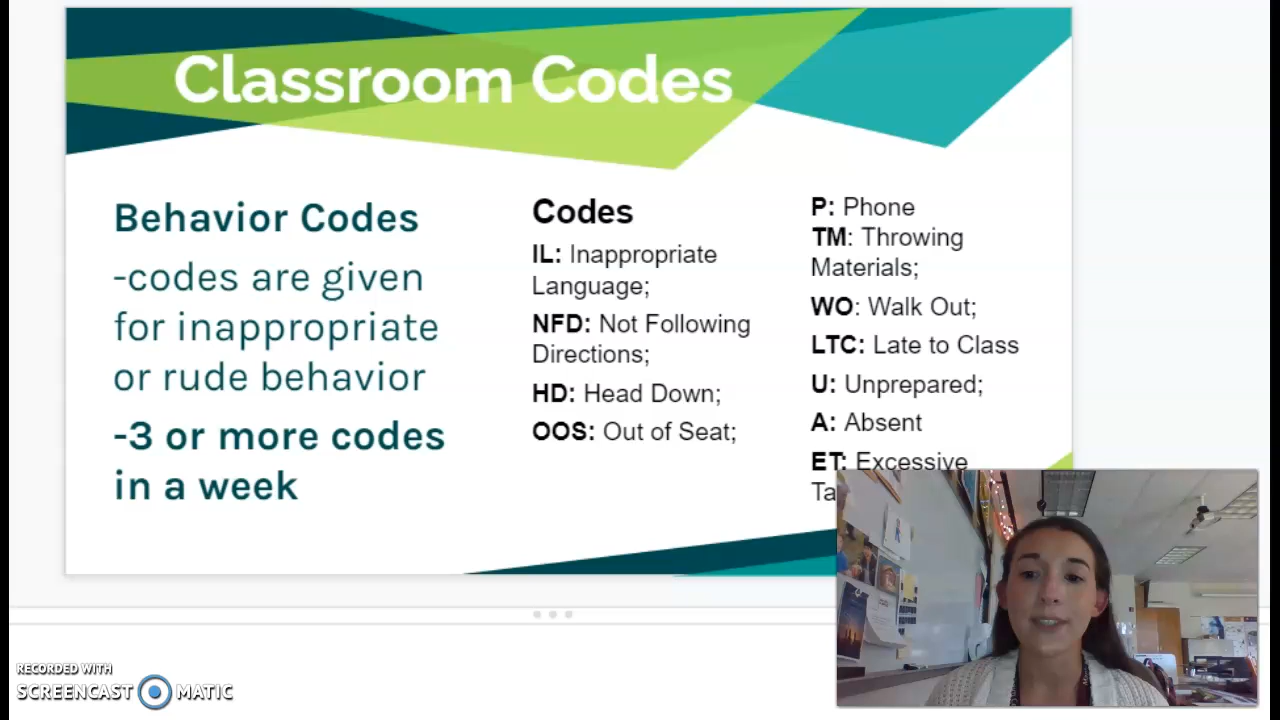 Classroom Codes
Behavior Codes
-codes are given
for inappropriate
or rude behavior
-3 or more codes
in a week
Codes
IL: Inappropriate
Language;
NFD: Not Following
Directions;
HD: Head Down;
OOS: Out of Seat;
P: Phone
TM: Throwing
Materials;
WO: Walk Out;
LTC: Late to Class
U: Unprepared;
A: Absent
ET: Excessive
RECORDED WITH
SCREENCAST MATIC